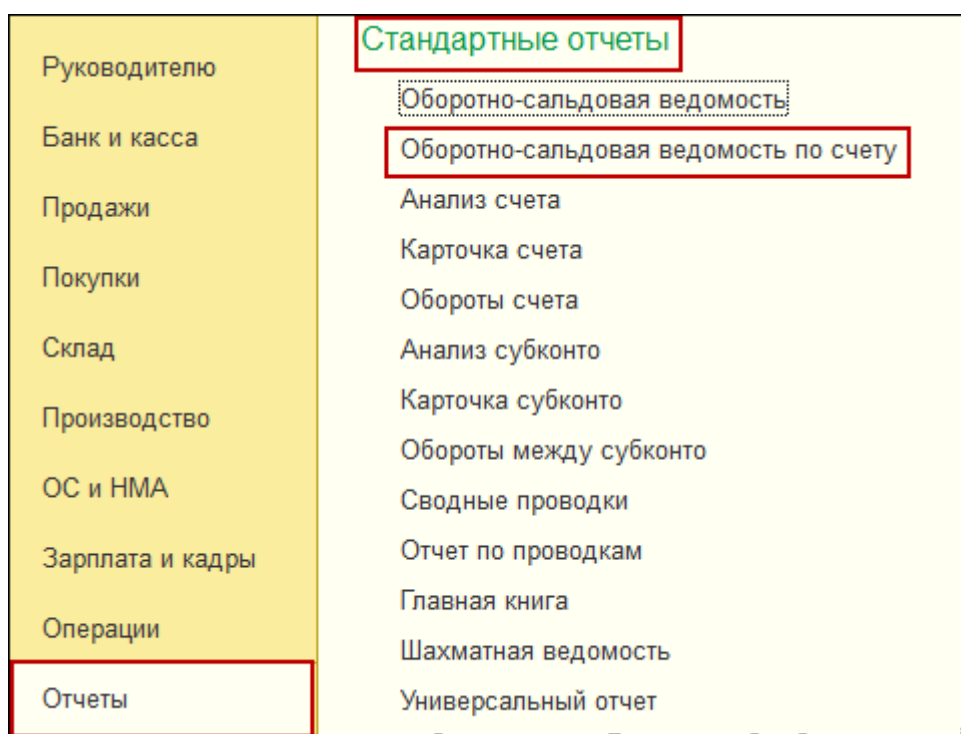 Руководителю
Банк и касса
Продажи
Покупки
Склад
Производство
ОС и НМА
Зарплата и кадры
Операции
Отчеты
Стандартные отчеты
Оборотно-сальдовая ведомость
Оборотно-сальдовая ведомость по счету
Анализ счета
Карточка счета
Обороты счета
Анализ субконто
Карточка субконто
Обороты между субконто
Сводные проводки
Отчет по проводкам
Главная книга
Шахматная ведомость
Универсальный отчет